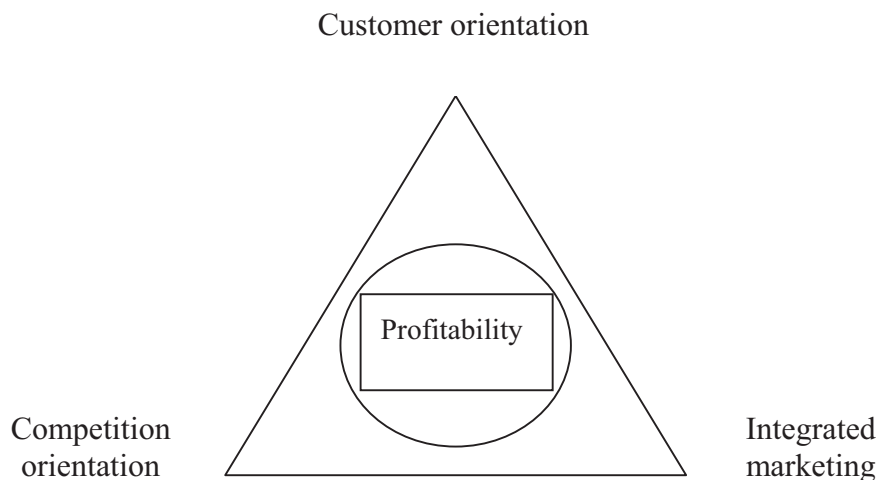 Customer orientation
Profitability
Competition
orientation
Integrated
marketing